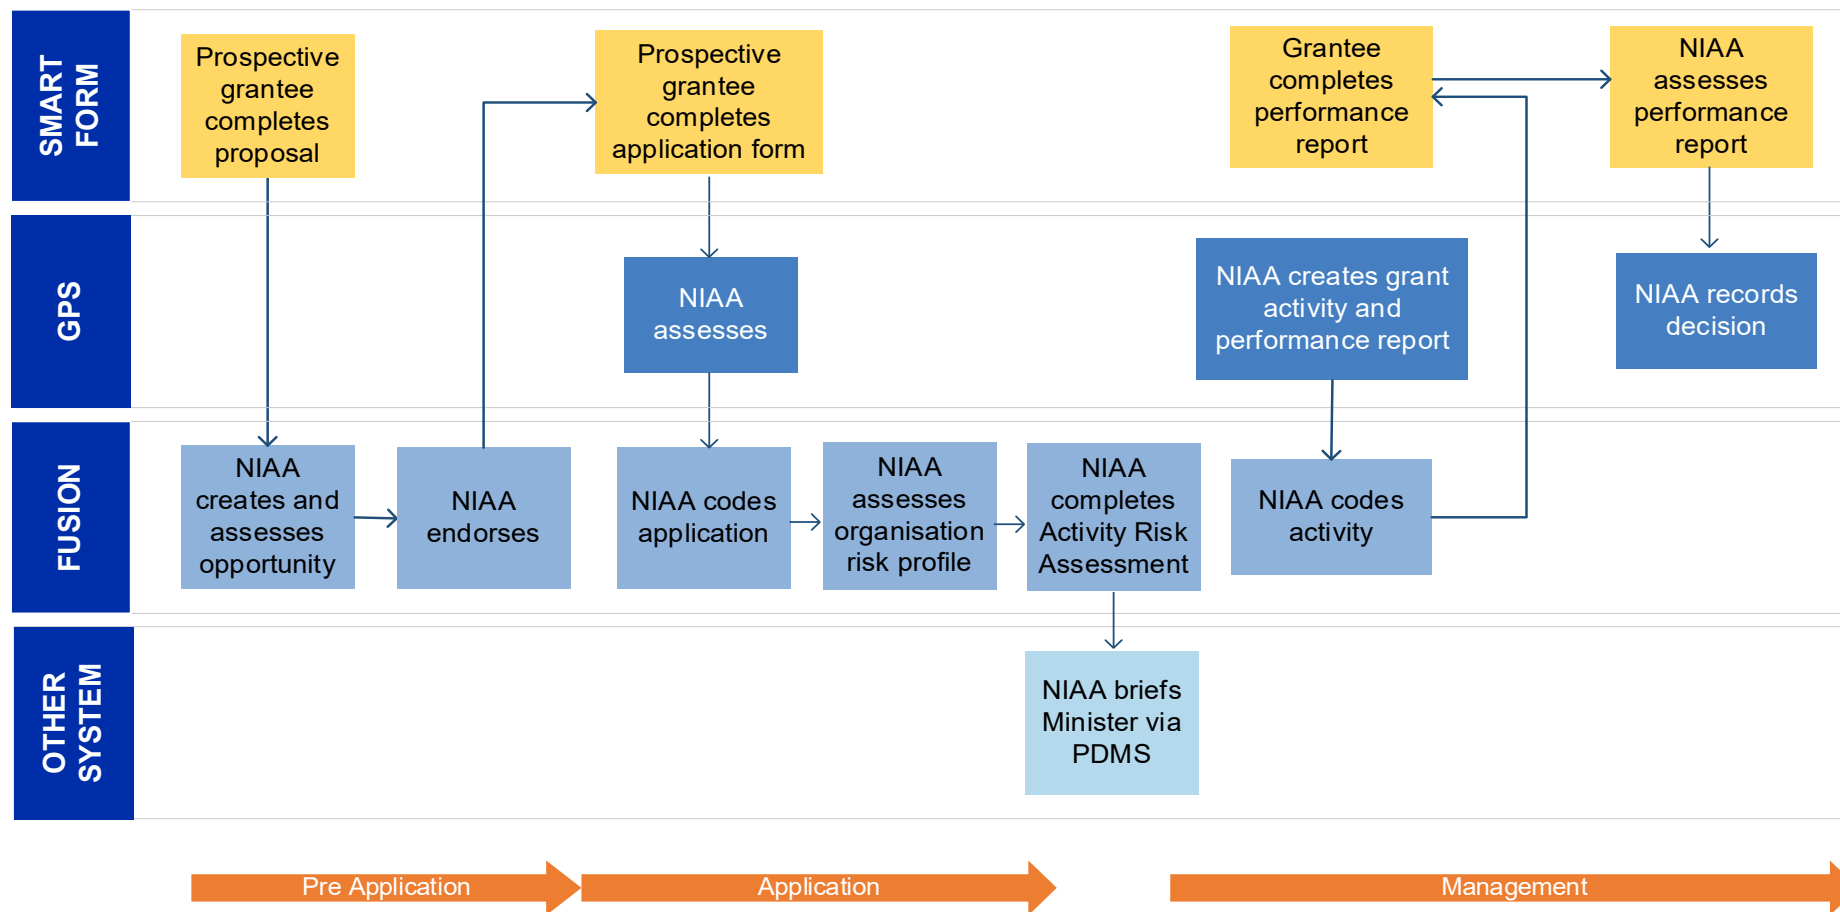 SMART
FORM
Prospective
grantee
completes
proposal
Prospective
grantee
completes
application form
Grantee
completes
performance
report
NIAA
assesses
performance
report
GPS
NIAA
assesses
NIAA creates grant
activity and
performance report
NIAA records
decision
FUSION
NIAA
creates and
assesses
opportunity
NIAA
endorses
NIAA codes
application
NIAA
assesses
organisation
risk profile
NIAA
completes
Activity Risk
Assessment
NIAA codes
activity
OTHER
SYSTEM
NIAA briefs
Minister via
PDMS
Pre Application
Application
Management